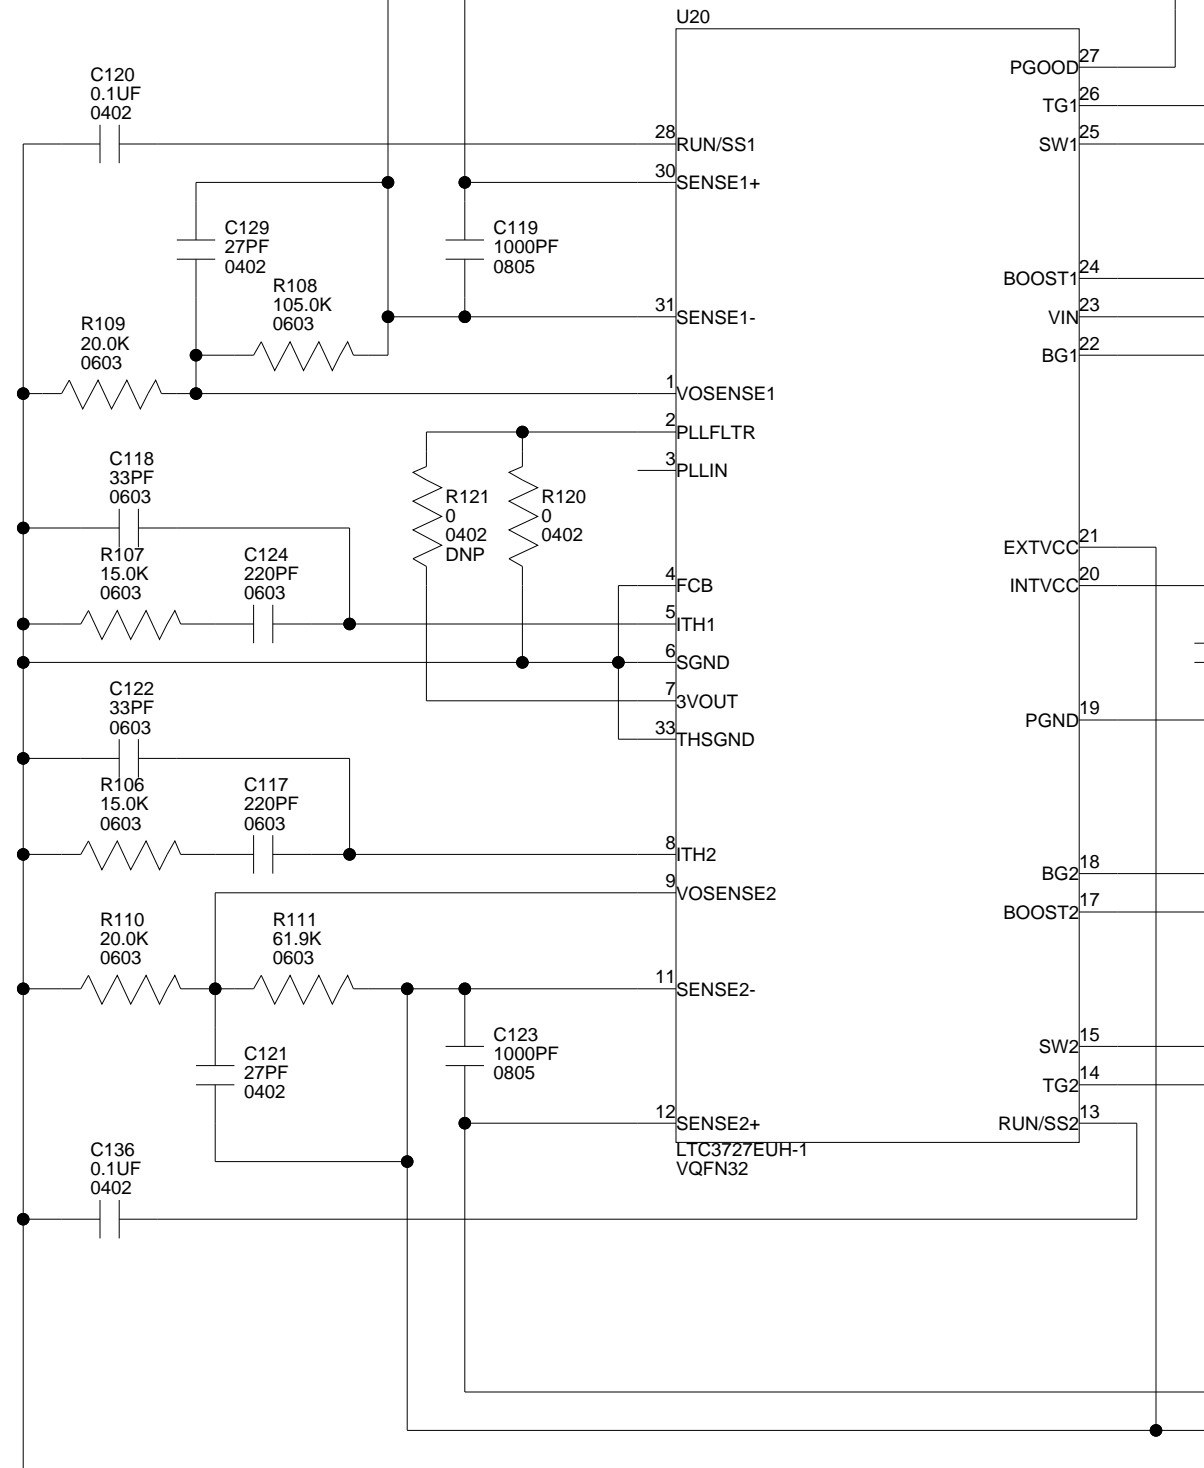 U20
PGOOD
27
TG1
26
SW1
25
C120
0.1UF
0402
28
RUN/SS1
30
SENSE1+
C129
27PF
0402
C119
1000PF
0805
R108
105.0K
0603
BOOST1
24
31
SENSE1-
VIN
23
R109
20.0K
0603
BG1
22
1
VOSENSE1
2
PLLFLTR
3
PLLIN
C118
33PF
0603
R121
0
0402
DNP
R120
0
0402
R107
15.0K
0603
C124
220PF
0603
EXTVCC
21
4
FCB
INTVCC
20
5
ITH1
6
SGND
7
3VOUT
33
THSGND
PGND
19
C122
33PF
0603
R106
15.0K
0603
C117
220PF
0603
8
ITH2
BG2
18
9
VOSENSE2
BOOST2
17
R110
20.0K
0603
R111
61.9K
0603
11
SENSE2-
C123
1000PF
0805
C121
27PF
0402
SW2
15
TG2
14
12
SENSE2+
RUN/SS2
13
LTC3727EUH-1
VQFN32
C136
0.1UF
0402